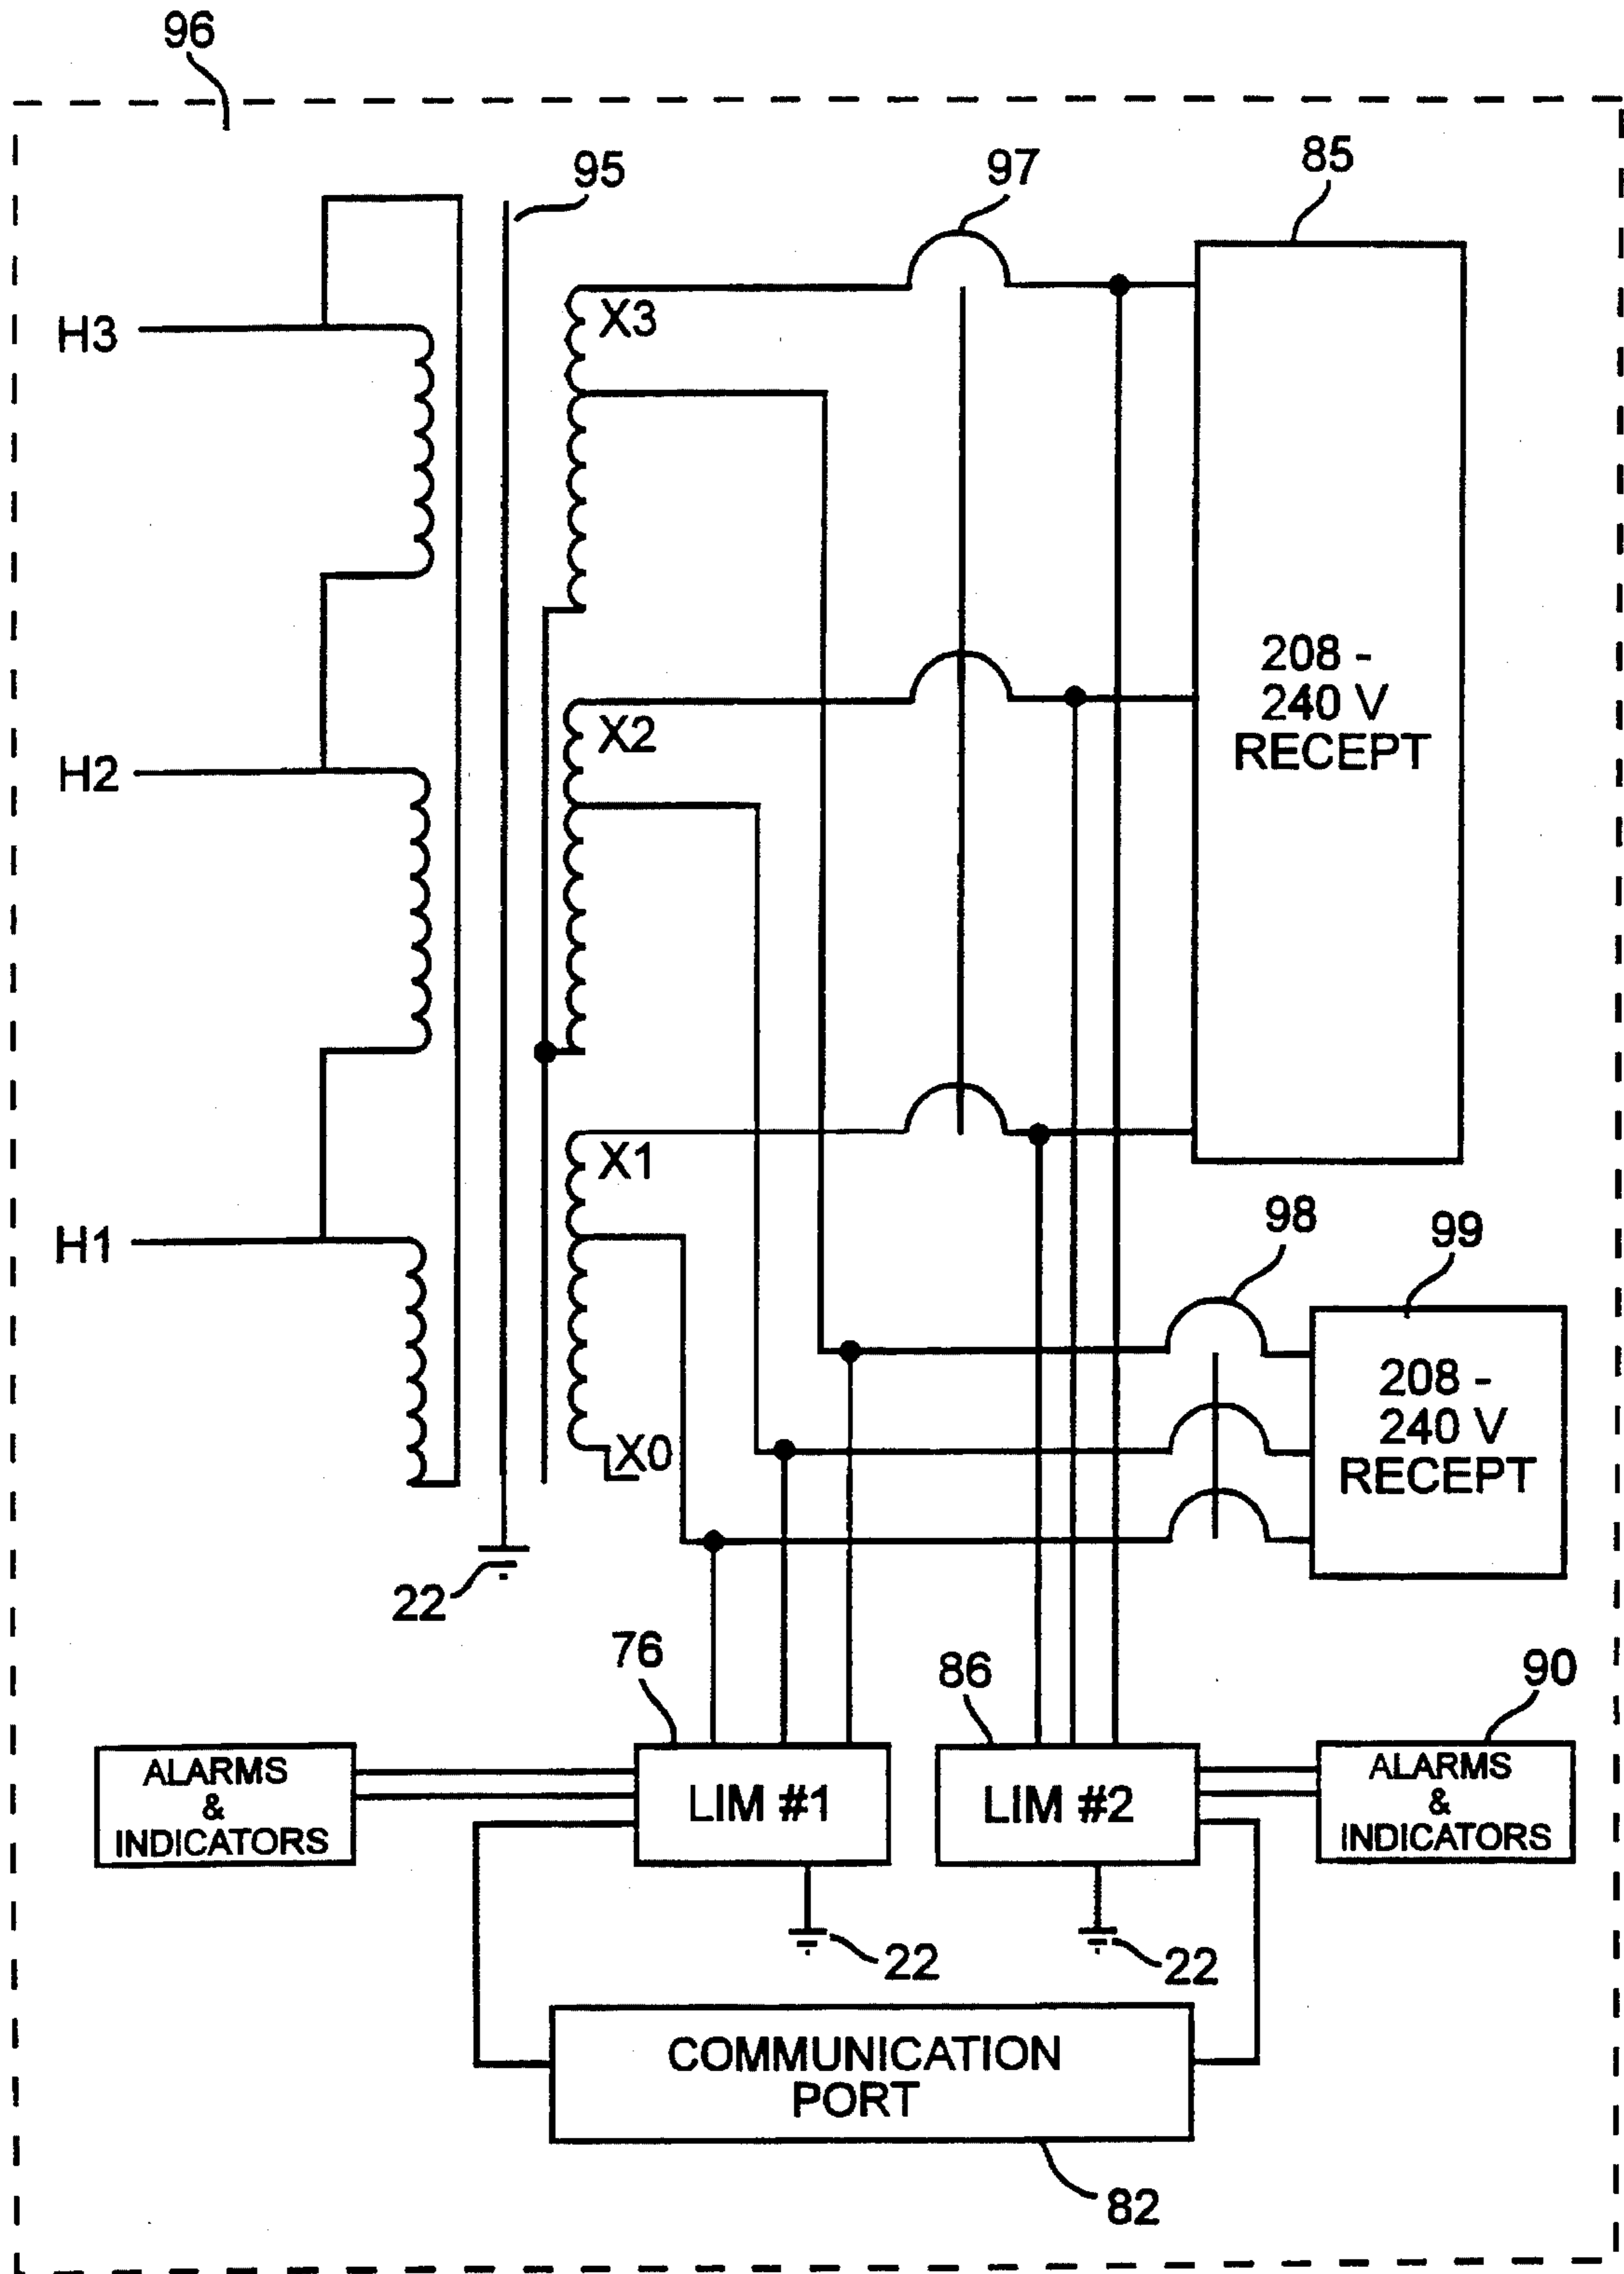 96
95
97
85
H3
X3
208 -
240 V
RECEPT
H2
X2
X1
H1
98
99
208 -
240 V
RECEPT
X0
22
76
86
90
ALARMS
&
INDICATORS
LIM #1
LIM #2
ALARMS
&
INDICATORS
22
22
COMMUNICATION
PORT
82